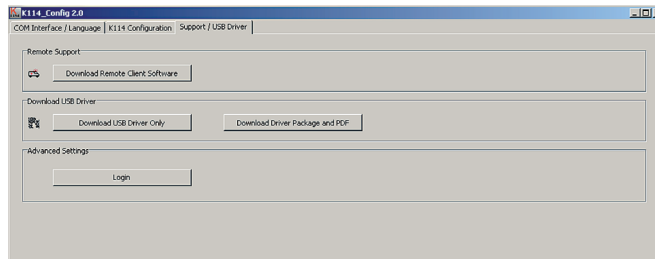 K114_Config 2.0
COM Interface / Language K114 Configuration Support / USB Driver
Remote Support
Download Remote Client Software
Download USB Driver
Download USB Driver Only Download Driver Package and PDF
Advanced Settings
Login